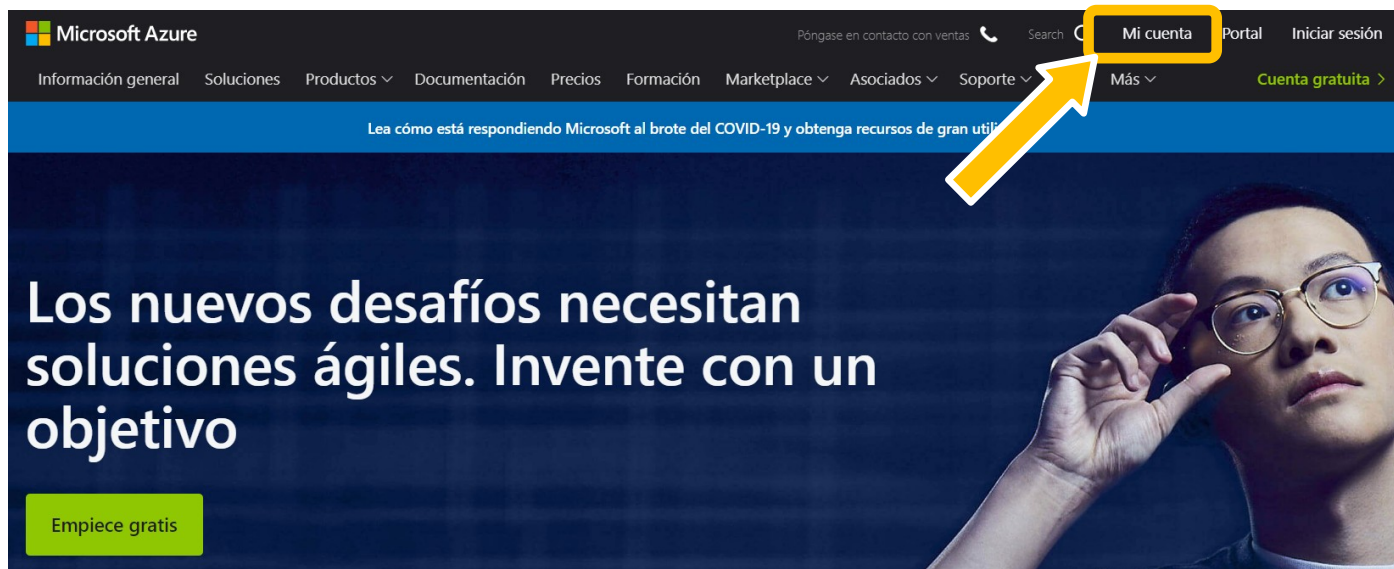 Microsoft Azure
Póngase en contacto con ventas
Search
Mi cuenta
Portal
Iniciar sesión
Información general
Soluciones
Productos
Documentación
Precios
Formación
Marketplace
Asociados
Soporte
Más
Cuenta gratuita
Lea cómo está respondiendo Microsoft al brote del COVID-19 y obtenga recursos de gran
Los nuevos desafíos necesitan
soluciones ágiles. Invente con un
objetivo
Empiece gratis